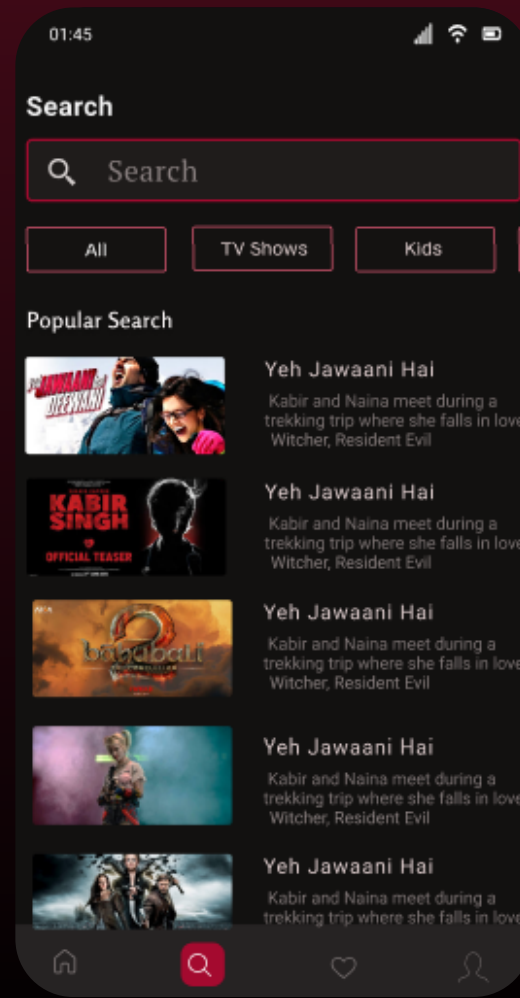 01:45
Search
Search
All TV Shows Kids
Popular Search
JAWAANI
DEEWANI
Yeh Jawaani Hai
Kabir and Naina meet during a
trekking trip where she falls in love
Witcher, Resident Evil
KABIR
SINGH
OFFICIAL TEASER
Yeh Jawaani Hai
Kabir and Naina meet during a
trekking trip where she falls in love
Witcher, Resident Evil
bahubali
2
Yeh Jawaani Hai
Kabir and Naina meet during a
trekking trip where she falls in love
Witcher, Resident Evil
Yeh Jawaani Hai
Kabir and Naina meet during a
trekking trip where she falls in love
Witcher, Resident Evil
Yeh Jawaani Hai
Kabir and Naina meet during a
trekking trip where she falls in love